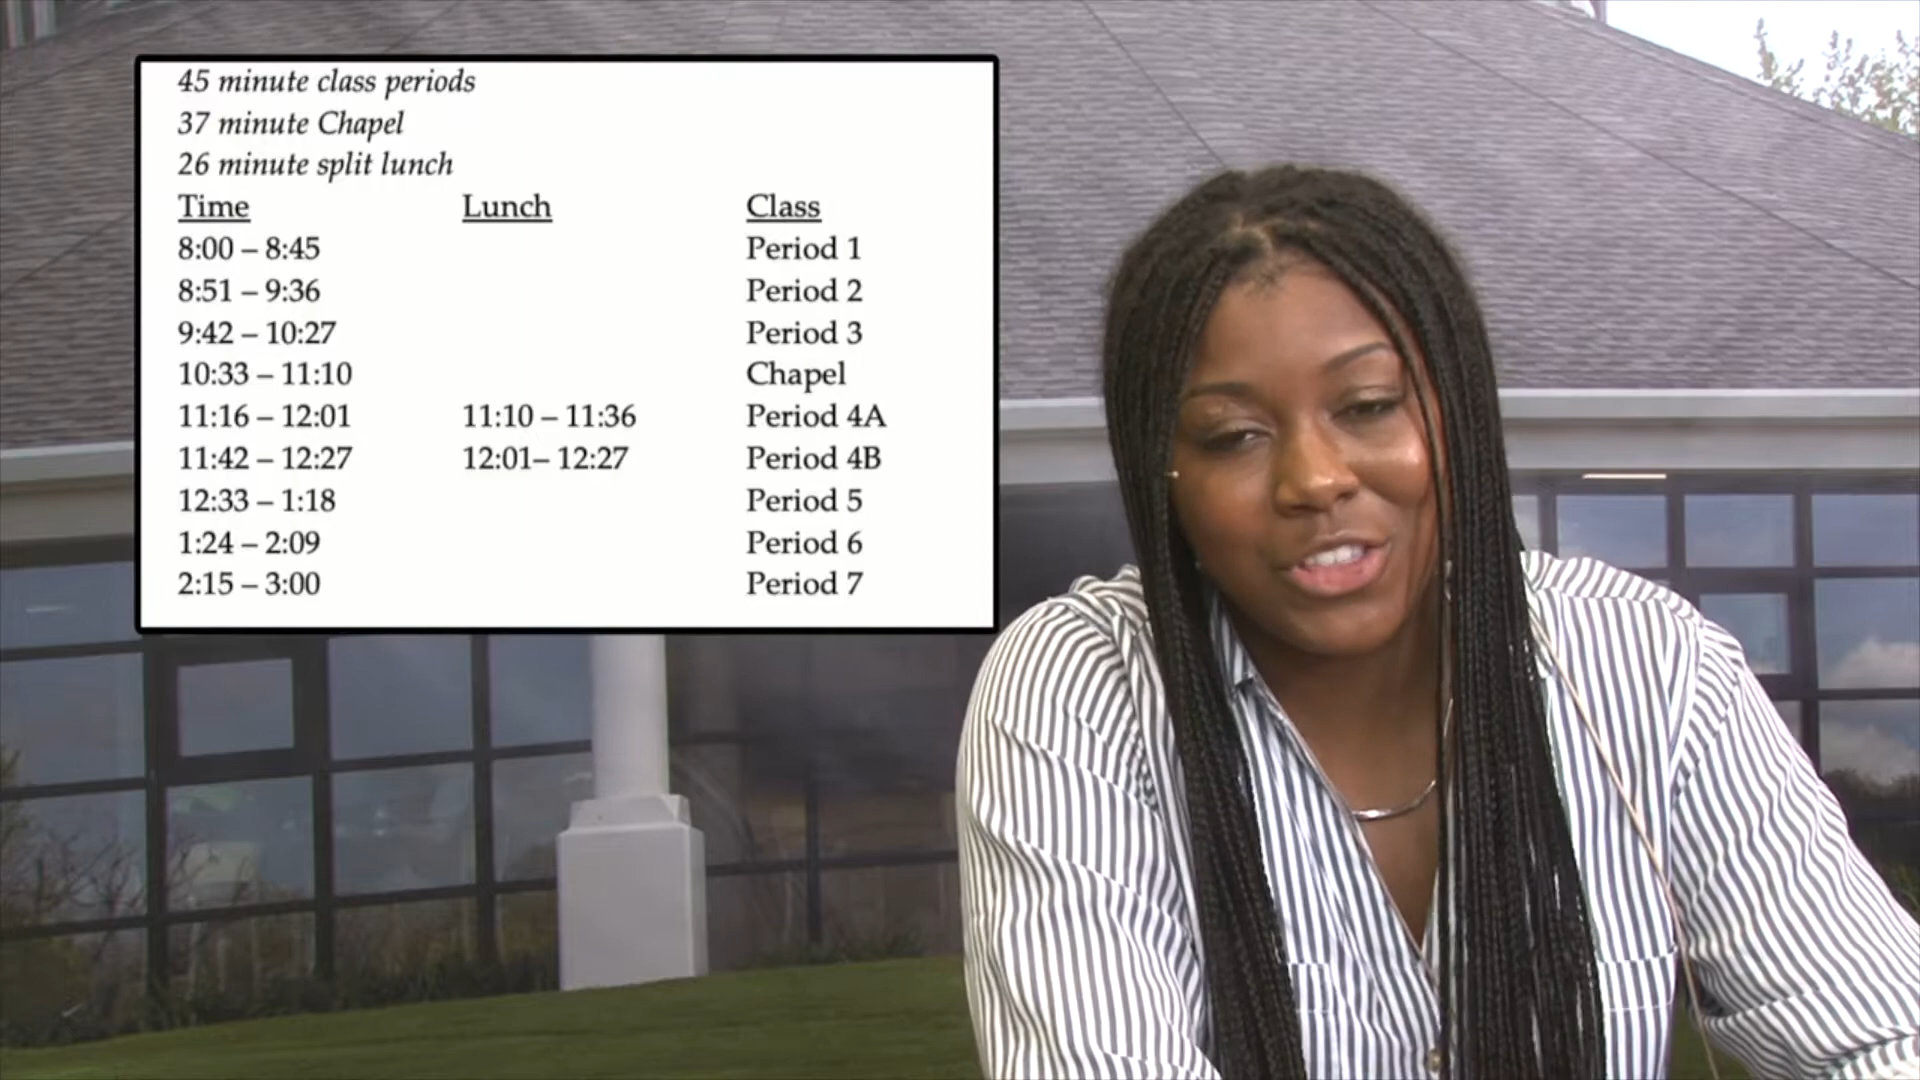 45 minute class periods
37 minute Chapel
26 minute split lunch
Time Lunch Class
8:00 – 8:45 Period 1
8:51 – 9:36 Period 2
9:42 – 10:27 Period 3
10:33 – 11:10 Chapel
11:16 – 12:01 11:10 – 11:36 Period 4A
11:42 – 12:27 12:01– 12:27 Period 4B
12:33 – 1:18 Period 5
1:24 – 2:09 Period 6
2:15 – 3:00 Period 7